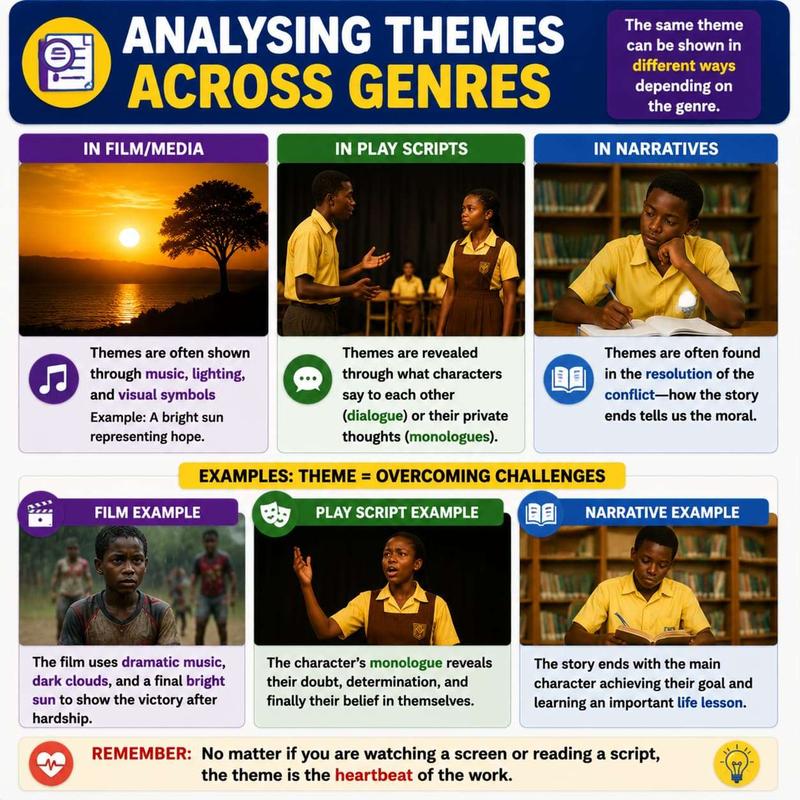 ANALYSING THEMES
ACROSS GENRES
The same theme
can be shown in
different ways
depending on
the genre.
IN FILM/MEDIA
Themes are often shown
through music, lighting,
and visual symbols
Example: A bright sun
representing hope.
IN PLAY SCRIPTS
Themes are revealed
through what characters
say to each other
(dialogue) or their private
thoughts (monologues).
IN NARRATIVES
Themes are often found
in the resolution of the
conflict—how the story
ends tells us the moral.
EXAMPLES: THEME = OVERCOMING CHALLENGES
FILM EXAMPLE
The film uses dramatic music,
dark clouds, and a final bright
sun to show the victory after
hardship.
PLAY SCRIPT EXAMPLE
The character's monologue reveals
their doubt, determination, and
finally their belief in themselves.
NARRATIVE EXAMPLE
The story ends with the main
character achieving their goal and
learning an important life lesson.
REMEMBER: No matter if you are watching a screen or reading a script,
the theme is the heartbeat of the work.